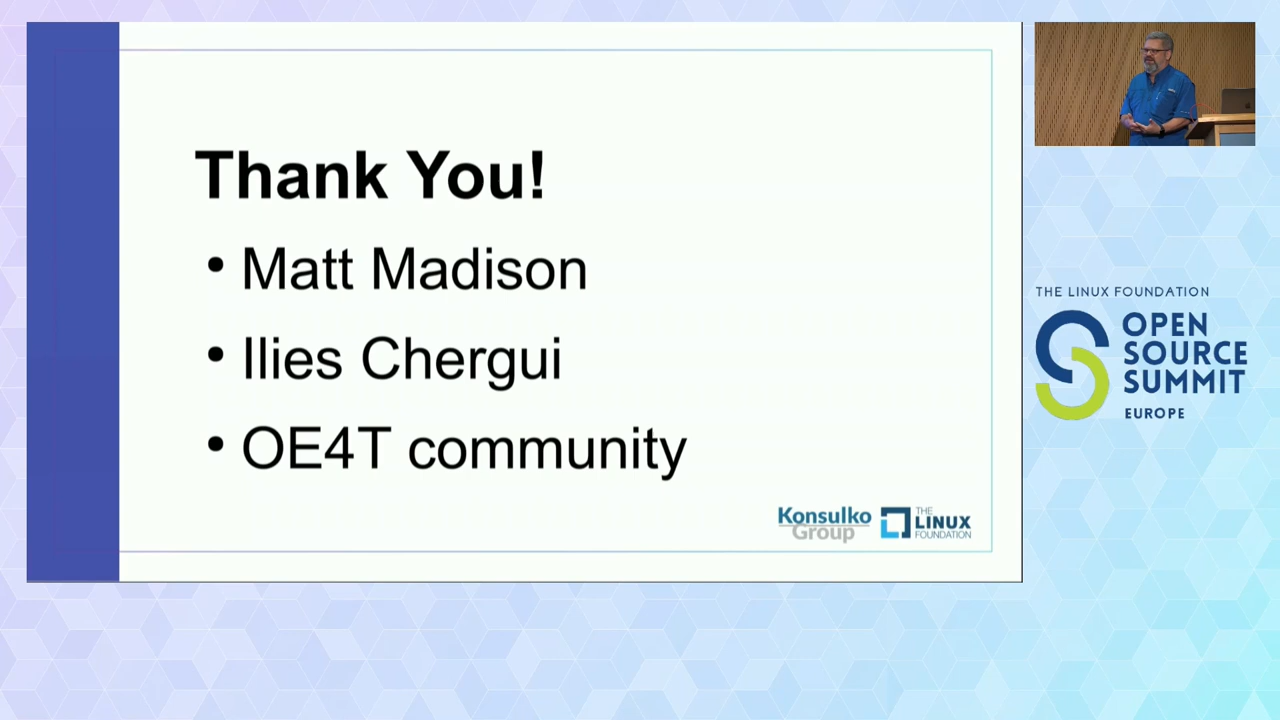 Thank You!
• Matt Madison
• Ilies Chergui
• OE4T community
Konsulko
Group
THE
LINUX
FOUNDATION
THE LINUX FOUNDATION
OPEN
SOURCE
SUMMIT
EUROPE